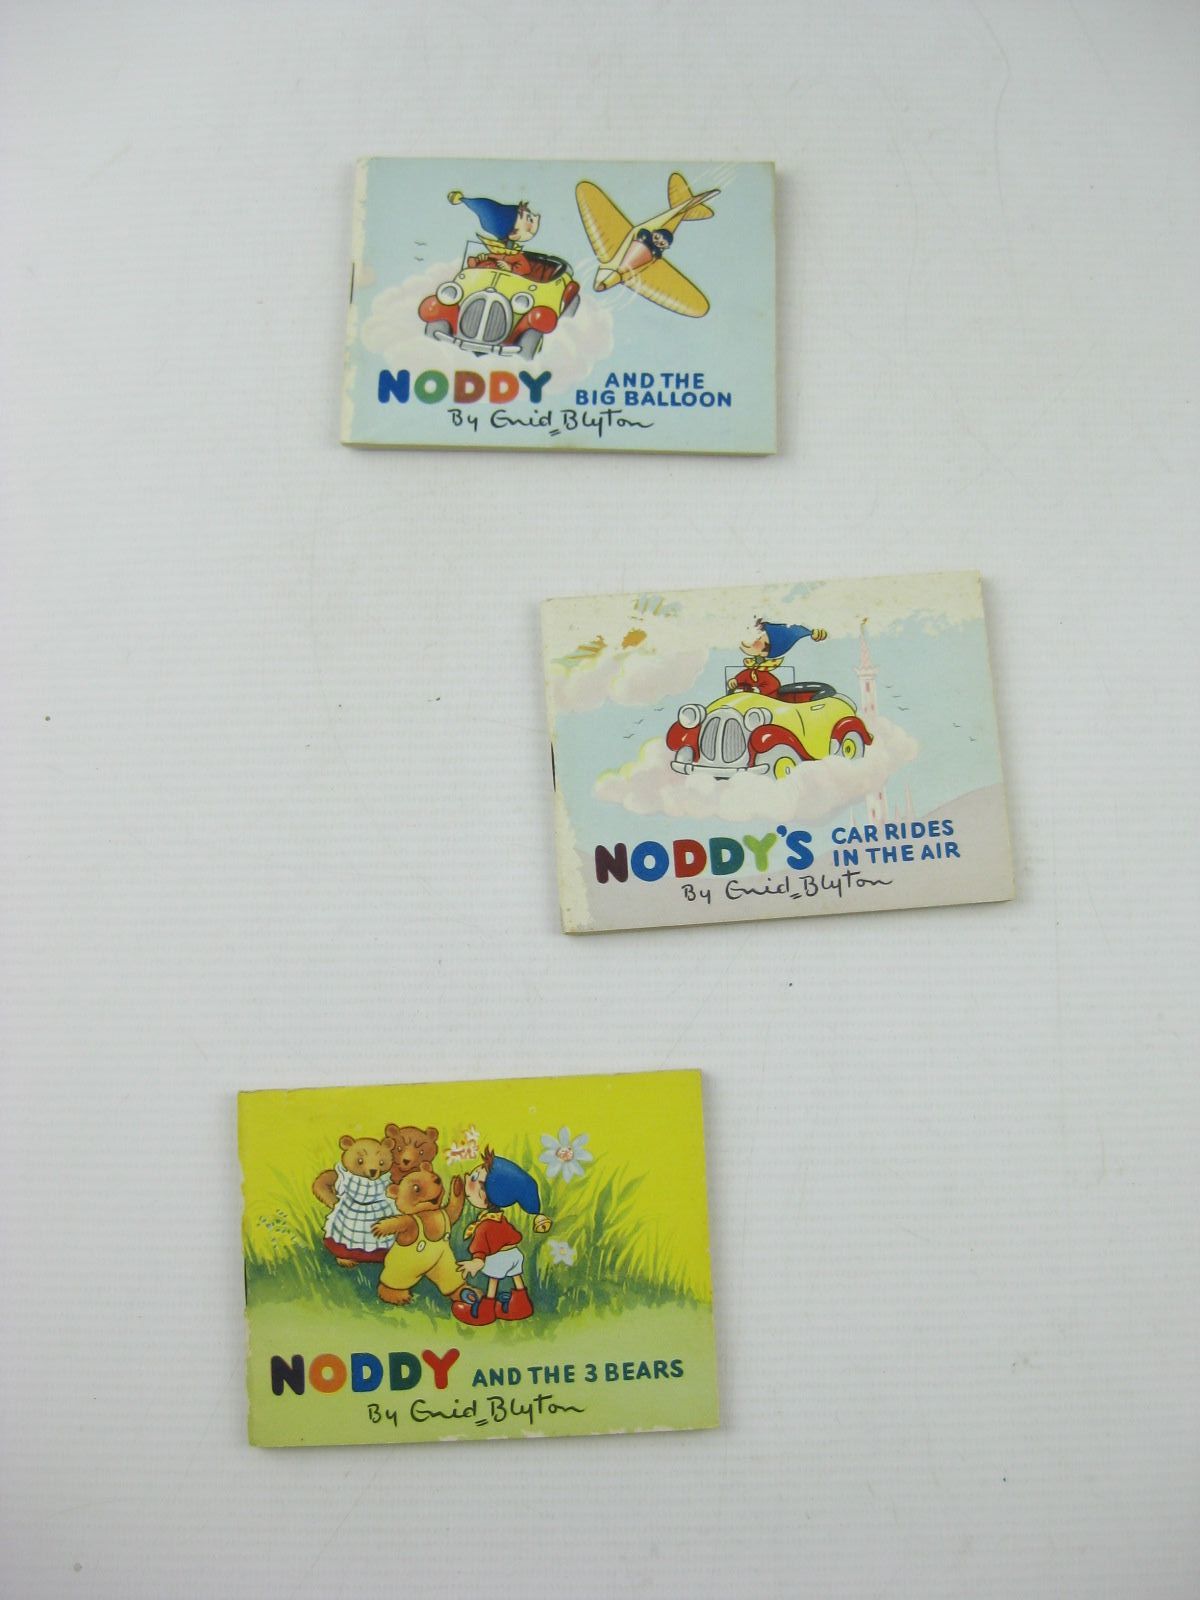 NODDY AND THE
BIG BALLOON
By Enid Blyton
NODDY'S CAR RIDES
IN THE AIR
By Enid Blyton
NODDY AND THE 3 BEARS
By Enid Blyton